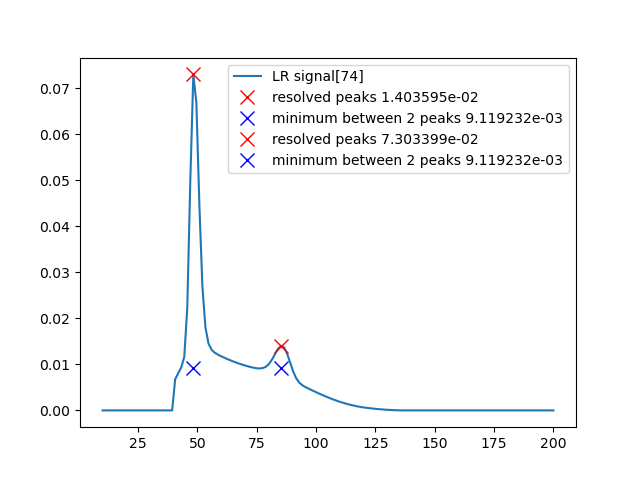 LR signal[74]
resolved peaks 1.403595e-02
minimum between 2 peaks 9.119232e-03
resolved peaks 7.303399e-02
minimum between 2 peaks 9.119232e-03
0.07
0.06
0.05
0.04
0.03
0.02
0.01
0.00
25 50 75 100 125 150 175 200